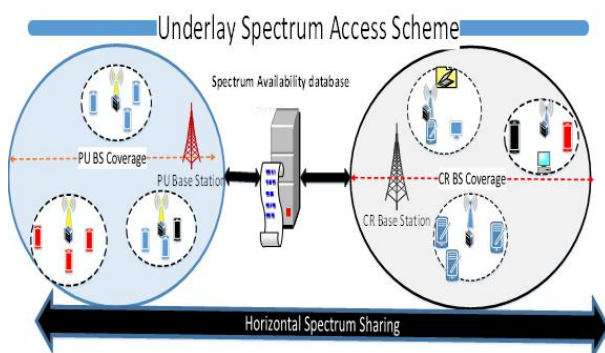 Underlay Spectrum Access Scheme
Spectrum Availability database
PU BS Coverage
PU Base Station
CR BS Coverage
CR Base Station
Horizontal Spectrum Sharing